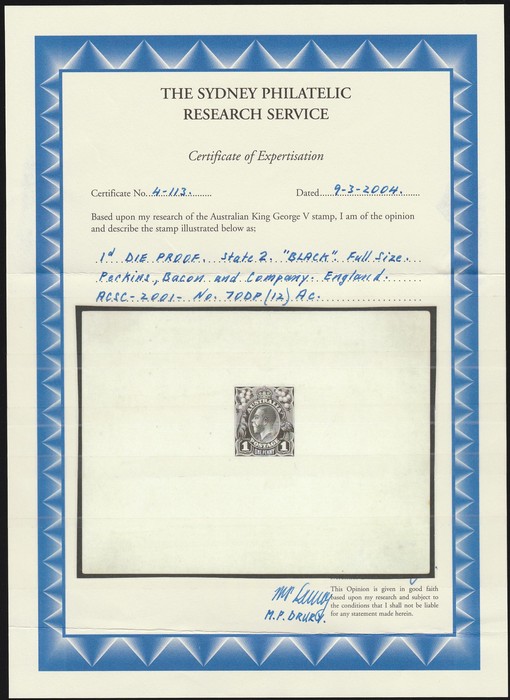 THE SYDNEY PHILATELIC
RESEARCH SERVICE
Certificate of Expertisation
Certificate No. 4-113. Dated 9-3-2004.
Based upon my research of the Australian King George V stamp, I am of the opinion
and describe the stamp illustrated below as;
1d DIE PROOF. State 2. "BLACK". Full Size.
Perkins, Bacon and Company. England.
ACSC-2001- No. 70DP(12) AC.
AUSTRALIA
POSTAGE
1 ONE PENNY 1
This Opinion is given in good faith
based upon my research and subject to
the conditions that I shall not be liable
for any statement made herein.
M.P. DRURY.